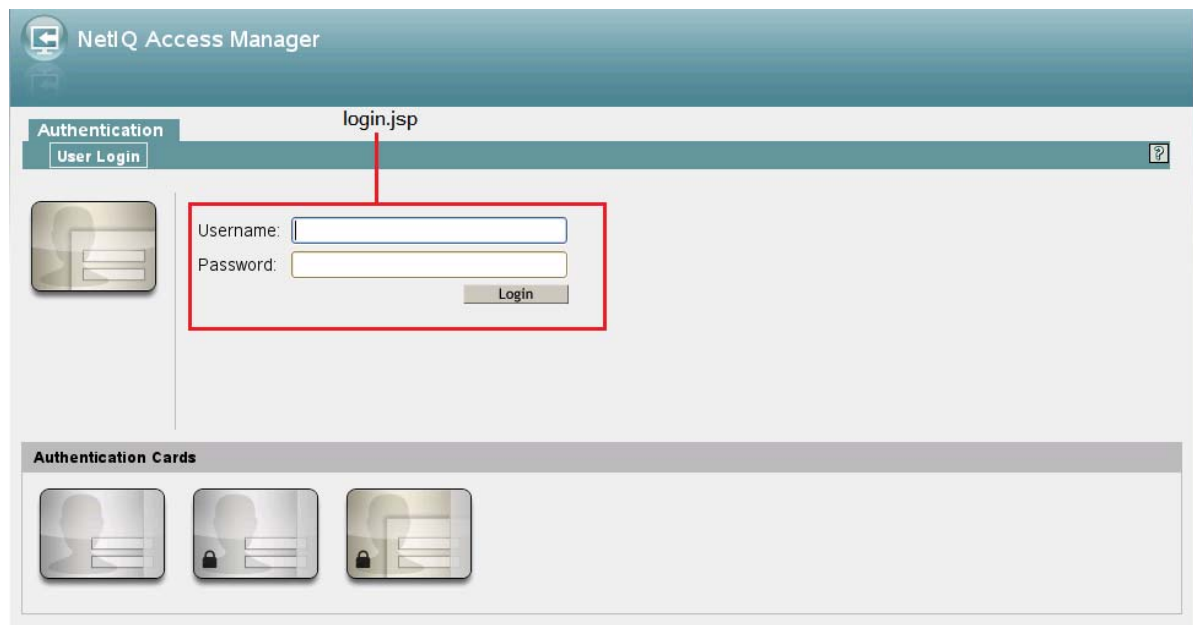 NetIQ Access Manager
login.jsp
Authentication
User Login
?
Username:
Password:
Login
Authentication Cards